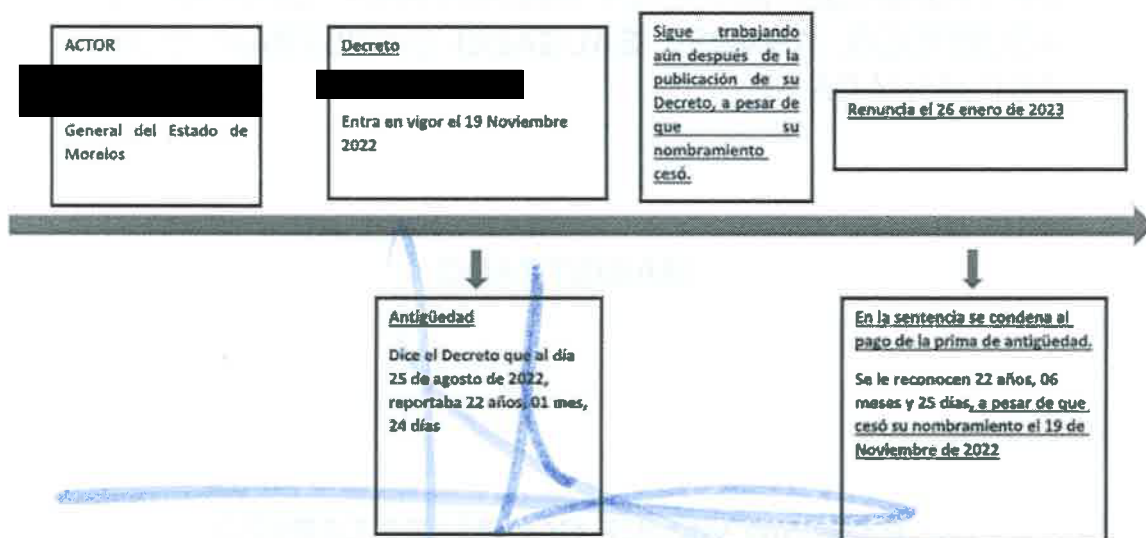 ACTOR
General del Estado de
Morelos
Decreto
Entra en vigor el 19 Noviembre
2022
Sigue trabajando
aún después de la
publicación de su
Decreto, a pesar de
que su
nombramiento
cesó.
Renuncia el 26 enero de 2023
Antigüedad
Dice el Decreto que al día
25 de agosto de 2022,
reportaba 22 años, 01 mes,
24 días
En la sentencia se condena al
pago de la prima de antigüedad.
Se le reconocen 22 años, 06
meses y 25 días, a pesar de que
cesó su nombramiento el 19 de
Noviembre de 2022